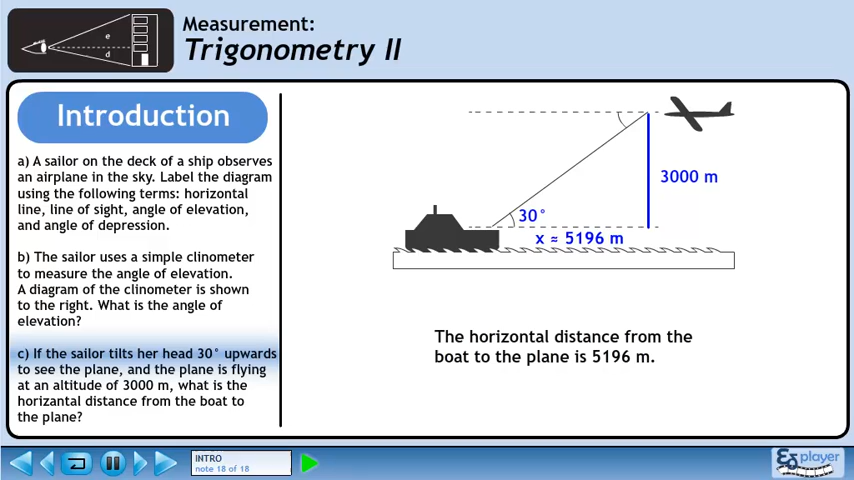 Measurement:
Trigonometry II
e
d
Introduction
a) A sailor on the deck of a ship observes
an airplane in the sky. Label the diagram
using the following terms: horizontal
line, line of sight, angle of elevation,
and angle of depression.
b) The sailor uses a simple clinometer
to measure the angle of elevation.
A diagram of the clinometer is shown
to the right. What is the angle of
elevation?
c) If the sailor tilts her head 30° upwards
to see the plane, and the plane is flying
at an altitude of 3000 m, what is the
horizantal distance from the boat to
the plane?
3000 m
30°
x ≈ 5196 m
The horizontal distance from the
boat to the plane is 5196 m.
INTRO
note 18 of 18
player